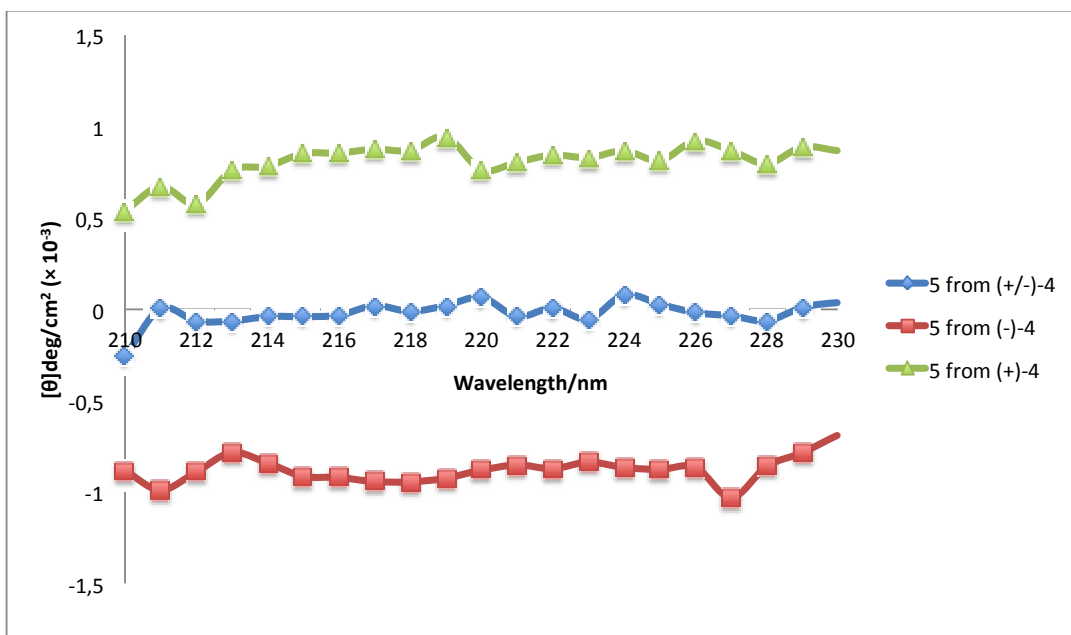 1,5
1
0,5
0
-0,5
-1
-1,5
[θ]deg/cm² (× 10⁻³)
210 212 214 216 218 220 222 224 226 228 230
Wavelength/nm
5 from (+/-)-4
5 from (-)-4
5 from (+)-4